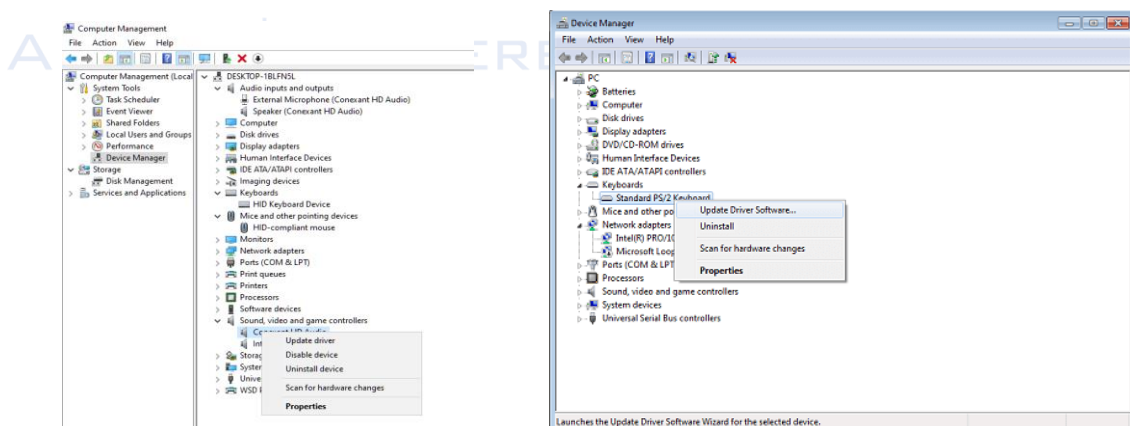 Computer Management
File Action View Help
Computer Management (Local
System Tools
Task Scheduler
Event Viewer
Shared Folders
Local Users and Groups
Performance
Device Manager
Storage
Disk Management
Services and Applications
DESKTOP-1BLFN5L
Audio inputs and outputs
External Microphone (Conexant HD Audio)
Speaker (Conexant HD Audio)
Computer
Disk drives
Display adapters
Human Interface Devices
IDE ATA/ATAPI controllers
Imaging devices
Keyboards
HID Keyboard Device
Mice and other pointing devices
HID-compliant mouse
Monitors
Network adapters
Ports (COM & LPT)
Print queues
Printers
Processors
Software devices
Sound, video and game controllers
Conexant HD Audio
Int
Storag
System
Unive
WSD
Update driver
Disable device
Uninstall device
Scan for hardware changes
Properties
Device Manager
File Action View Help
PC
Batteries
Computer
Disk drives
Display adapters
DVD/CD-ROM drives
Human Interface Devices
IDE ATA/ATAPI controllers
Keyboards
Standard PS/2 Keyboard
Mice and other po
Network adapters
Intel(R) PRO/10
Microsoft Loop
Ports (COM & LPT
Processors
Sound, video and game controllers
System devices
Universal Serial Bus controllers
Update Driver Software...
Uninstall
Scan for hardware changes
Properties
Launches the Update Driver Software Wizard for the selected device.